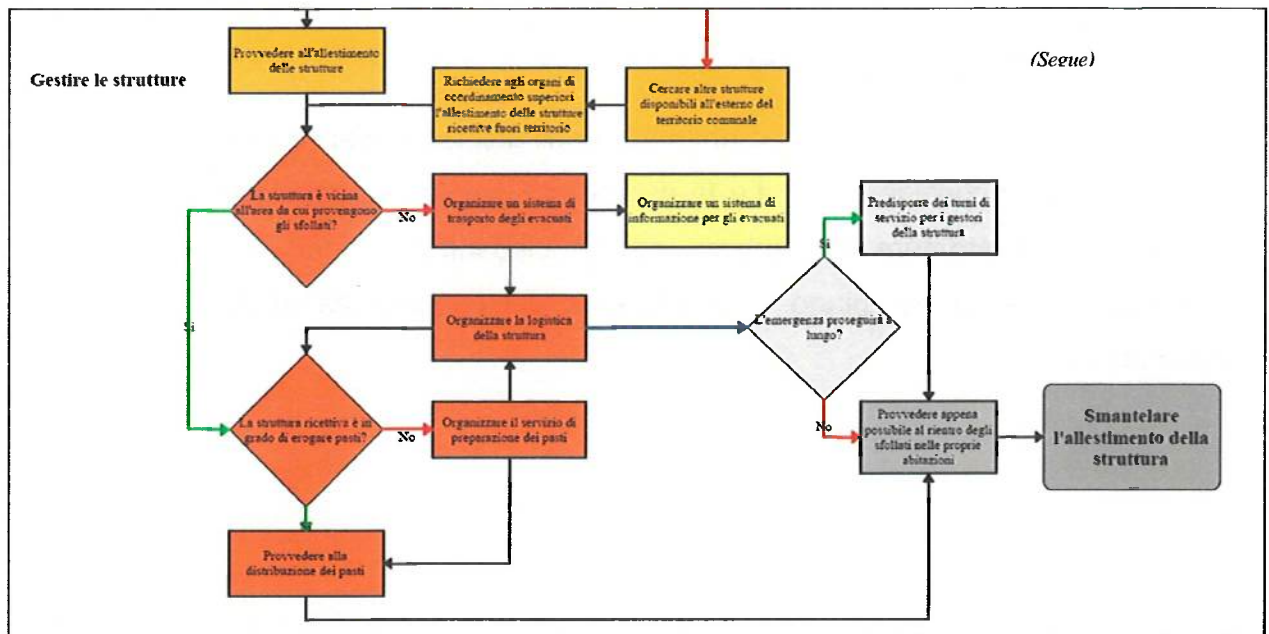 Gestire le strutture
(Segue)
Provvedere all'allestimento
delle strutture
Richiedere agli organi di
coordinamento superiori
l'allestimento delle strutture
ricettive fuori territorio
Cercare altre strutture
disponibili all'esterno del
territorio comunale
La struttura è vicina
all'area da cui provengono
gli sfollati?
No
Organizzare un sistema di
trasporto degli evacuati
Organizzare un sistema di
informazione per gli evacuati
Predisporre dei turni di
servizio per i gestori
della struttura
Si
Si
Organizzare la logistica
della struttura
L'emergenza proseguirà a
lungo?
La struttura ricettiva è in
grado di erogare pasti?
No
Organizzare il servizio di
preparazione dei pasti
No
Provvedere appena
possibile al rientro degli
sfollati nelle proprie
abitazioni
Smantelare
l'allestimento della
struttura
Si
Provvedere alla
distribuzione dei pasti